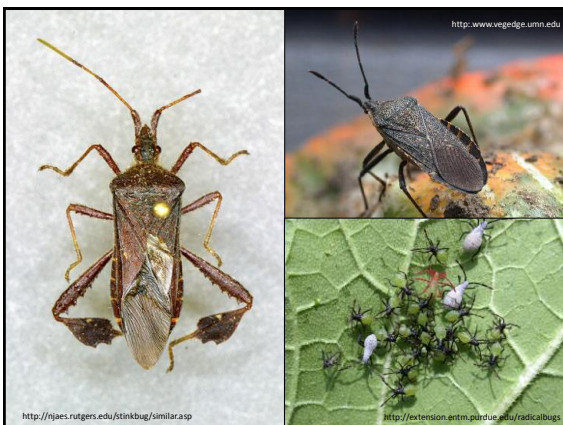 http:.www.vegedge.umn.edu
http://njaes.rutgers.edu/stinkbug/similar.asp
http://extension.entm.purdue.edu/radicalbugs